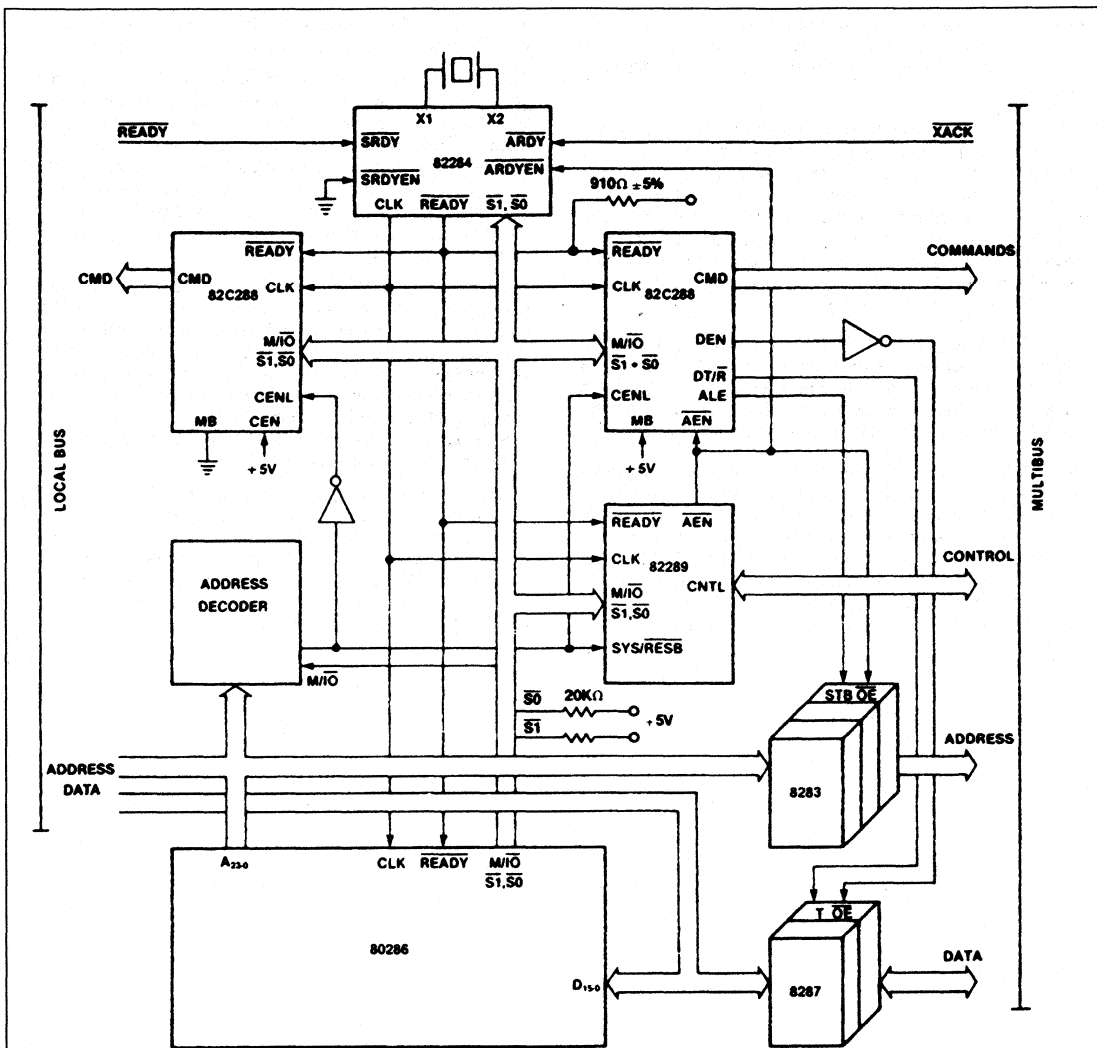 X1 X2
READY
SRDY
ARDY
XACK
82284
SRDYEN
ARDYEN
CLK READY S1, S0
910Ω ±5%
READY
READY
COMMANDS
CMD
CMD
82C288
CLK
CLK
82C288
CMD
M/IO
S1,S0
M/IO
S1 + S0
DEN
DT/R
ALE
CENL
CENL
MB CEN
+ 5V
MB AEN
+ 5V
LOCAL BUS
MULTIBUS
READY AEN
CLK
82289
CNTL
CONTROL
M/IO
S1,S0
SYS/RESB
ADDRESS
DECODER
M/IO
S0 20KΩ
S1
+ 5V
STB OE
ADDRESS
DATA
ADDRESS
8283
A23-0
CLK READY M/IO
S1,S0
T OE
80286
D15-0
8287
DATA